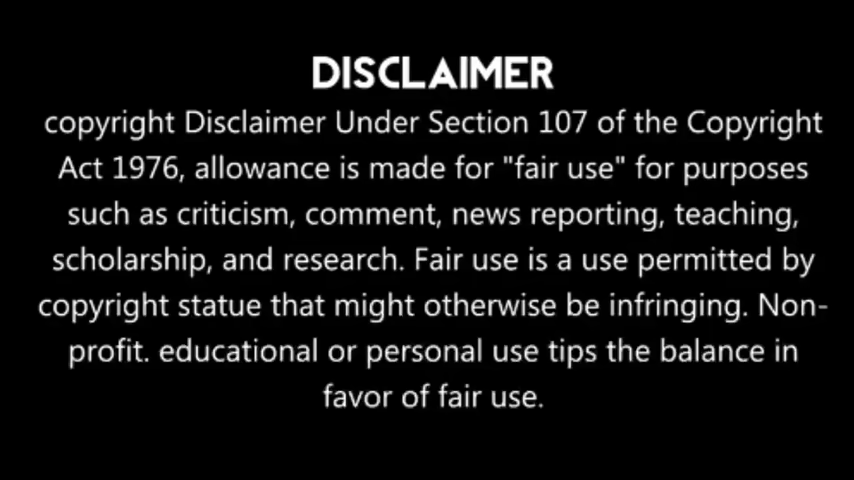 DISCLAIMER
copyright Disclaimer Under Section 107 of the Copyright
Act 1976, allowance is made for "fair use" for purposes
such as criticism, comment, news reporting, teaching,
scholarship, and research. Fair use is a use permitted by
copyright statue that might otherwise be infringing. Non-
profit. educational or personal use tips the balance in
favor of fair use.